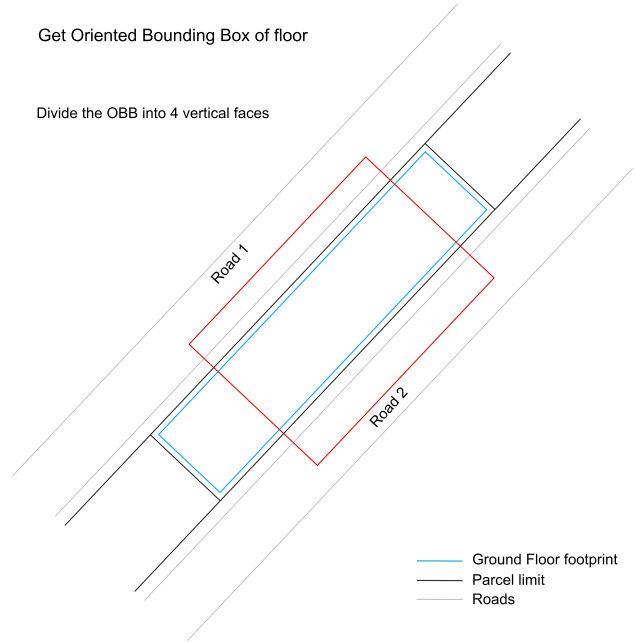 Get Oriented Bounding Box of floor
Divide the OBB into 4 vertical faces
Road 1
Road 2
Ground Floor footprint
Parcel limit
Roads